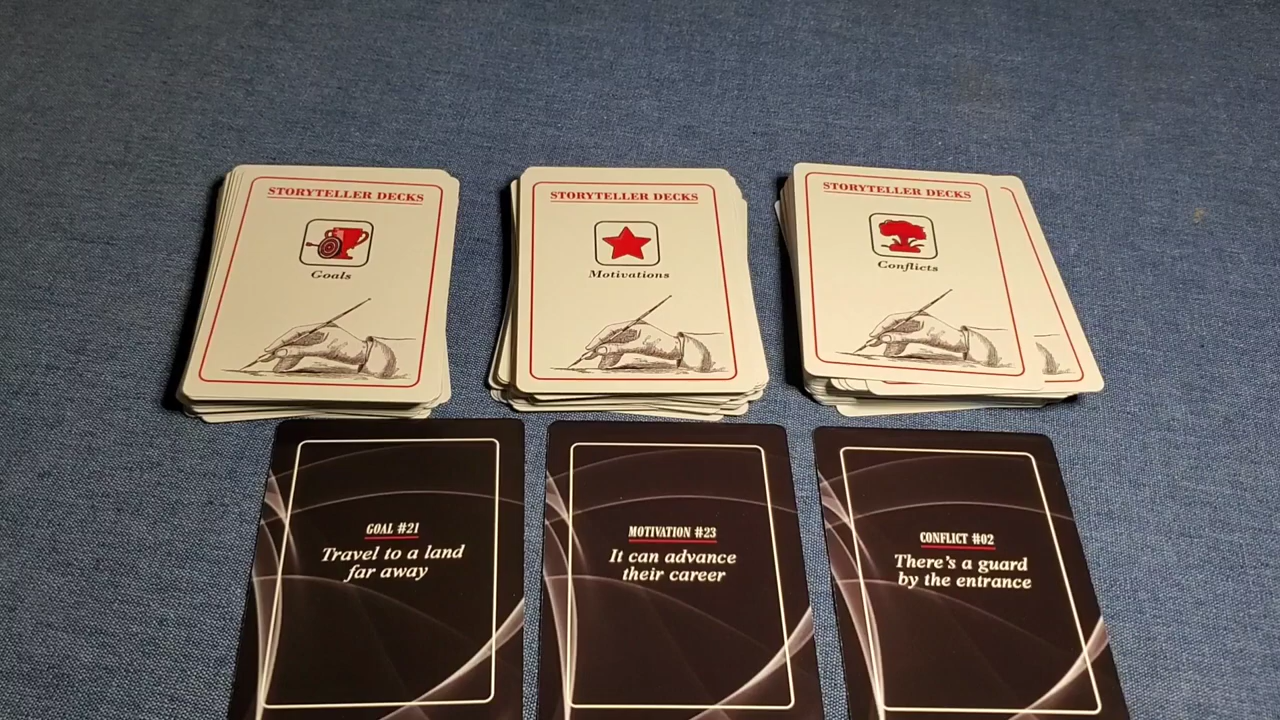 STORYTELLER DECKS
Goals
STORYTELLER DECKS
Motivations
STORYTELLER DECKS
Conflicts
GOAL #21
Travel to a land
far away
MOTIVATION #23
It can advance
their career
CONFLICT #02
There's a guard
by the entrance